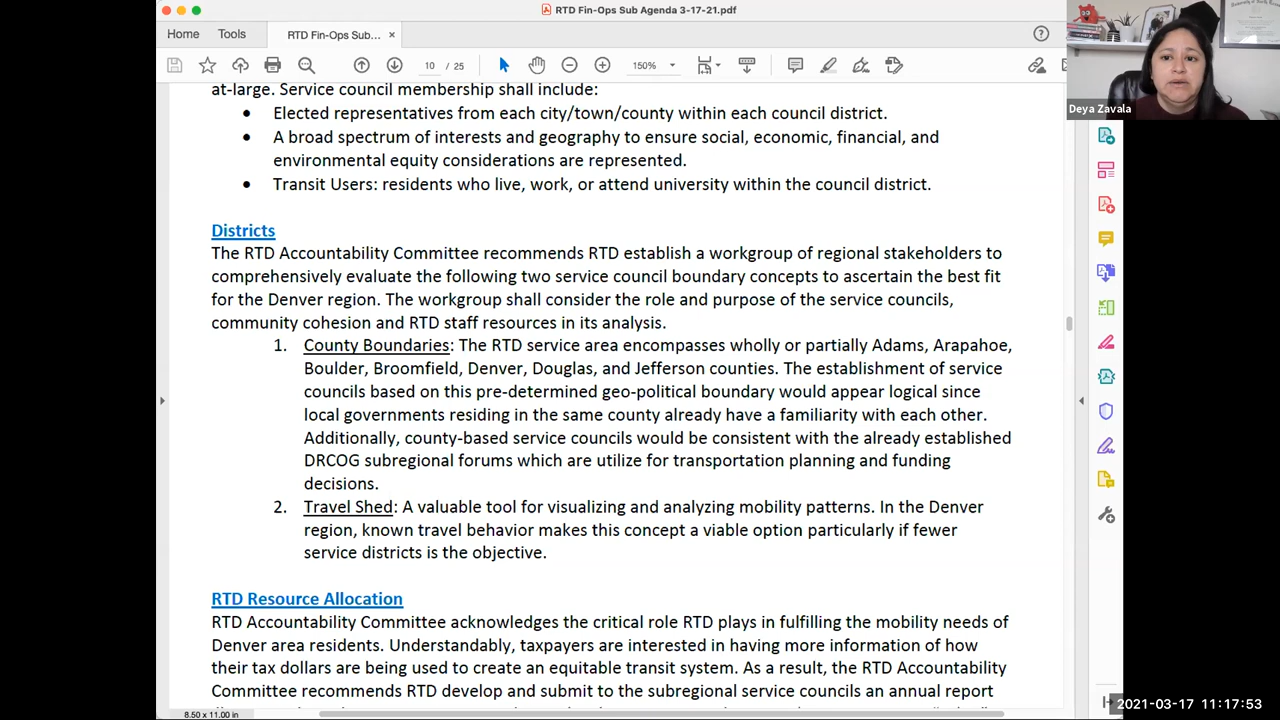 RTD Fin-Ops Sub Agenda 3-17-21.pdf
Home Tools RTD Fin-Ops Sub... ×
10 / 25 150%
Deya Zavala
at-large. Service council membership shall include:
• Elected representatives from each city/town/county within each council district.
• A broad spectrum of interests and geography to ensure social, economic, financial, and
environmental equity considerations are represented.
• Transit Users: residents who live, work, or attend university within the council district.
Districts
The RTD Accountability Committee recommends RTD establish a workgroup of regional stakeholders to
comprehensively evaluate the following two service council boundary concepts to ascertain the best fit
for the Denver region. The workgroup shall consider the role and purpose of the service councils,
community cohesion and RTD staff resources in its analysis.
1. County Boundaries: The RTD service area encompasses wholly or partially Adams, Arapahoe,
Boulder, Broomfield, Denver, Douglas, and Jefferson counties. The establishment of service
councils based on this pre-determined geo-political boundary would appear logical since
local governments residing in the same county already have a familiarity with each other.
Additionally, county-based service councils would be consistent with the already established
DRCOG subregional forums which are utilize for transportation planning and funding
decisions.
2. Travel Shed: A valuable tool for visualizing and analyzing mobility patterns. In the Denver
region, known travel behavior makes this concept a viable option particularly if fewer
service districts is the objective.
RTD Resource Allocation
RTD Accountability Committee acknowledges the critical role RTD plays in fulfilling the mobility needs of
Denver area residents. Understandably, taxpayers are interested in having more information of how
their tax dollars are being used to create an equitable transit system. As a result, the RTD Accountability
Committee recommends RTD develop and submit to the subregional service councils an annual report
8.50 x 11.00 in
2021-03-17 11:17:53